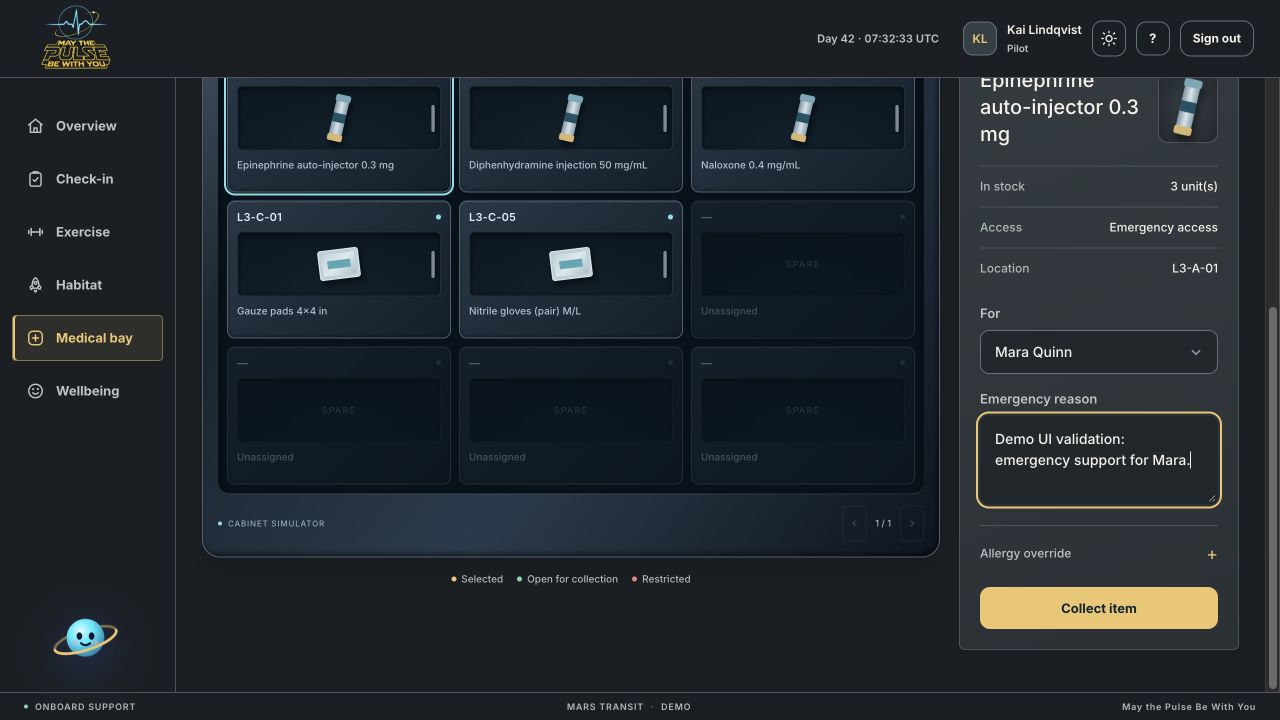 MAY THE
PULSE
BE WITH YOU
Day 42 · 07:32:33 UTC
KL
Kai Lindqvist
Pilot
?
Sign out
Overview
Check-in
Exercise
Habitat
Medical bay
Wellbeing
Epinephrine auto-injector 0.3 mg
Diphenhydramine injection 50 mg/mL
Naloxone 0.4 mg/mL
L3-C-01
Gauze pads 4×4 in
L3-C-05
Nitrile gloves (pair) M/L
—
SPARE
Unassigned
—
SPARE
Unassigned
—
SPARE
Unassigned
—
SPARE
Unassigned
CABINET SIMULATOR
‹
1 / 1
›
Selected
Open for collection
Restricted
Epinephrine
auto-injector 0.3
mg
In stock
3 unit(s)
Access
Emergency access
Location
L3-A-01
For
Mara Quinn
Emergency reason
Demo UI validation:
emergency support for Mara.
Allergy override
+
Collect item
ONBOARD SUPPORT
MARS TRANSIT · DEMO
May the Pulse Be With You